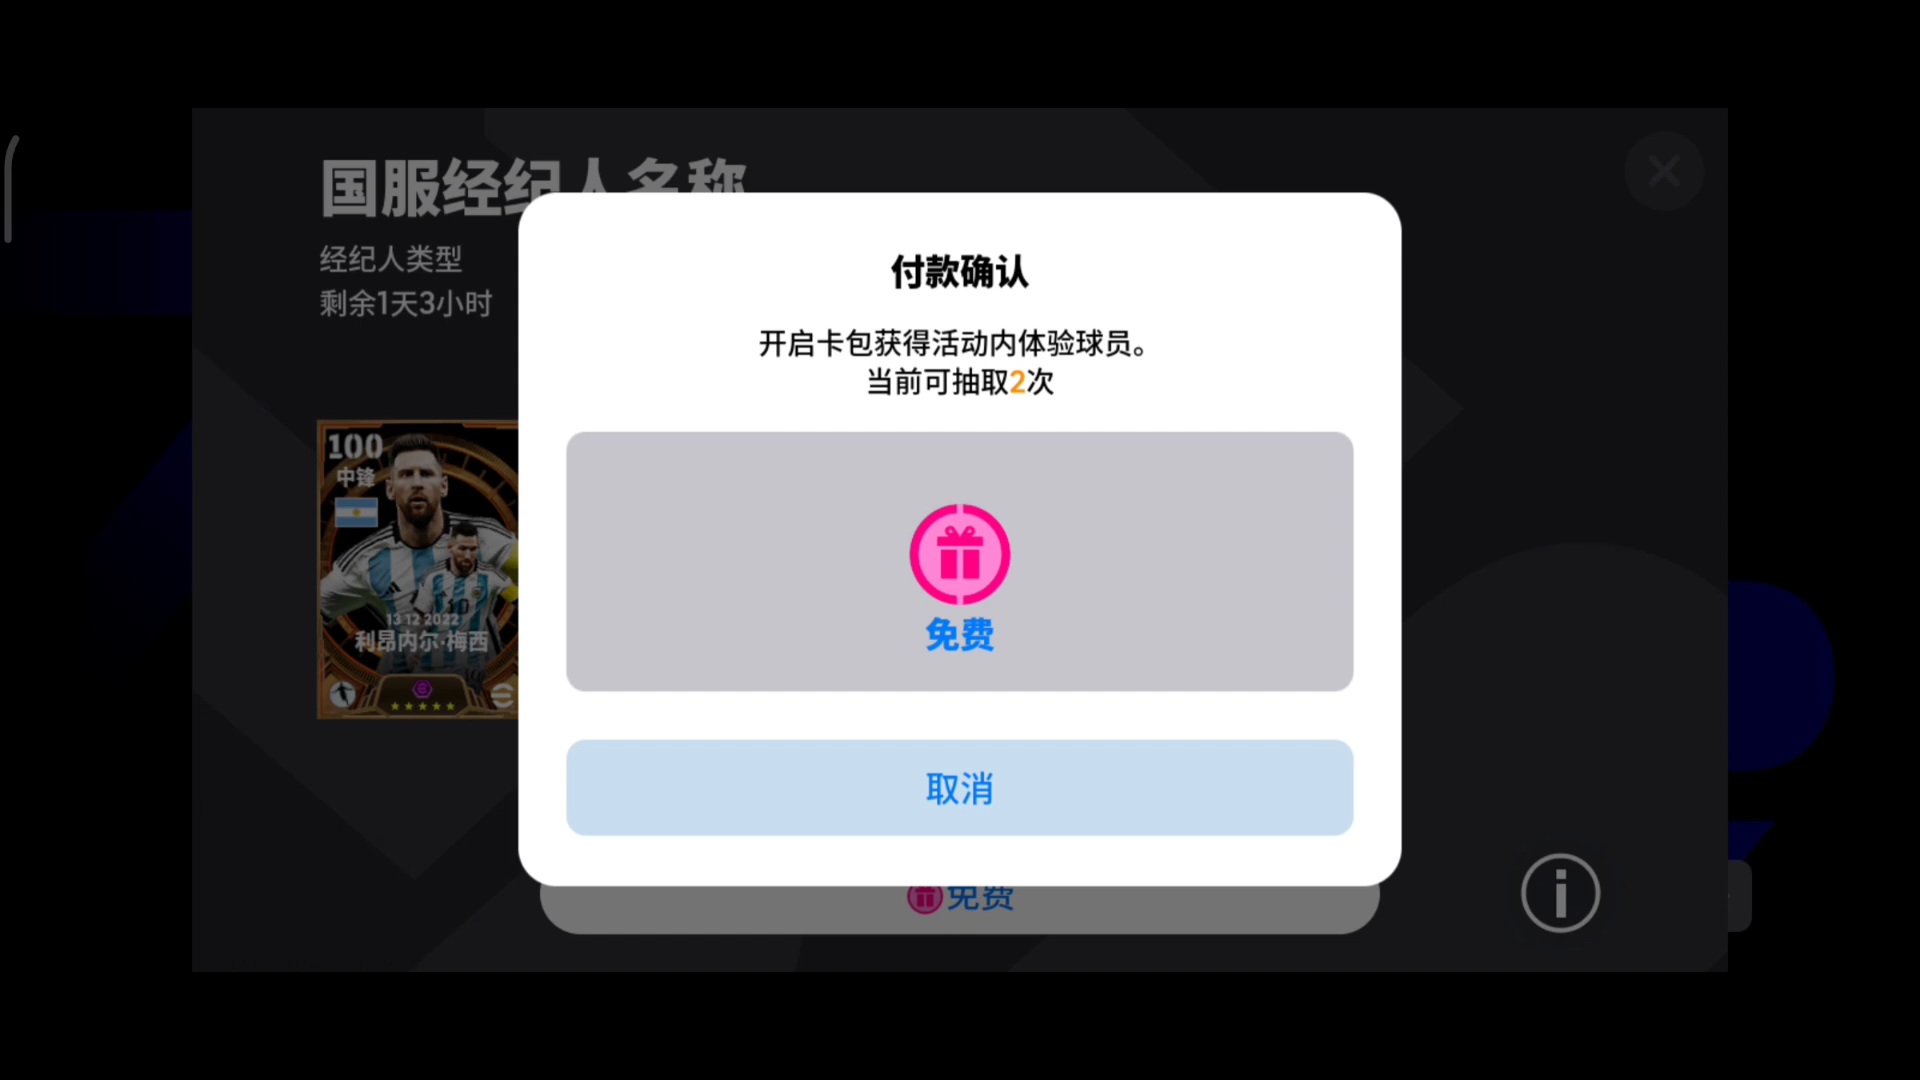 国服经纪人名称
经纪人类型
剩余1天3小时
付款确认
开启卡包获得活动内体验球员。
当前可抽取2次
100
中锋
13 12 2022
利昂内尔·梅西
免费
取消
免费